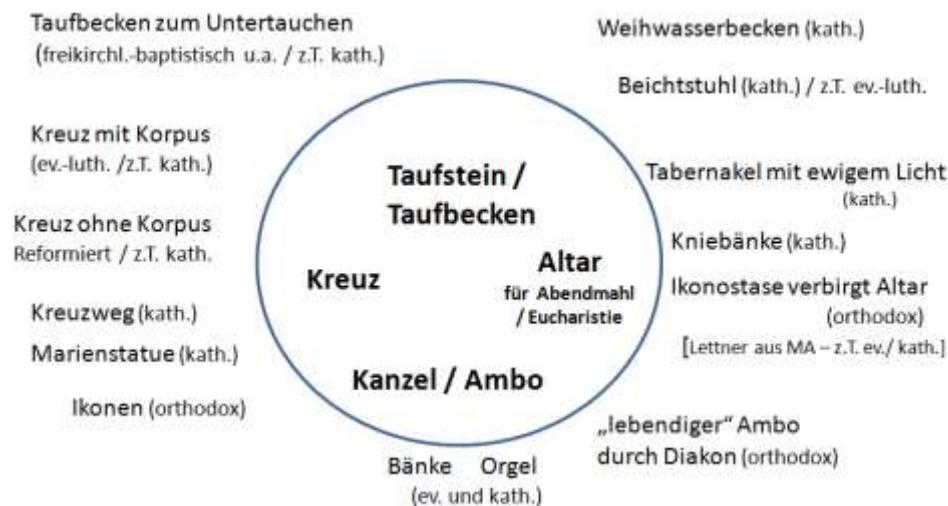 Taufbecken zum Untertauchen
(freikirchl.-baptistisch u.a. / z.T. kath.)
Weihwasserbecken (kath.)
Beichtstuhl (kath.) / z.T. ev.-luth.
Kreuz mit Korpus
(ev.-luth. /z.T. kath.)
Kreuz ohne Korpus
Reformiert / z.T. kath.
Kreuzweg (kath.)
Marienstatue (kath.)
Ikonen (orthodox)
Taufstein /
Taufbecken
Kreuz
Altar
für Abendmahl
/ Eucharistie
Kanzel / Ambo
Tabernakel mit ewigem Licht
(kath.)
Kniebänke (kath.)
Ikonostase verbirgt Altar
(orthodox)
[Lettner aus MA – z.T. ev./ kath.]
„lebendiger“ Ambo
durch Diakon (orthodox)
Bänke Orgel
(ev. und kath.)